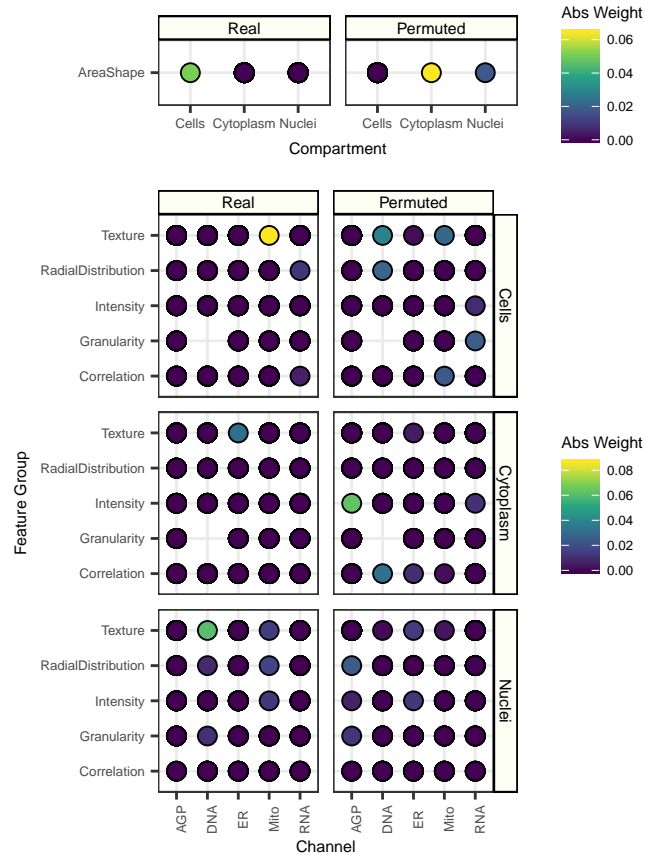 Real Permuted
AreaShape
Cells Cytoplasm Nuclei Cells Cytoplasm Nuclei
Compartment
Abs Weight
0.06
0.04
0.02
0.00
Real Permuted
Texture
RadialDistribution
Intensity
Granularity
Correlation
Cells
Texture
RadialDistribution
Intensity
Granularity
Correlation
Cytoplasm
Texture
RadialDistribution
Intensity
Granularity
Correlation
Nuclei
Feature Group
AGP DNA ER Mito RNA AGP DNA ER Mito RNA
Channel
Abs Weight
0.08
0.06
0.04
0.02
0.00